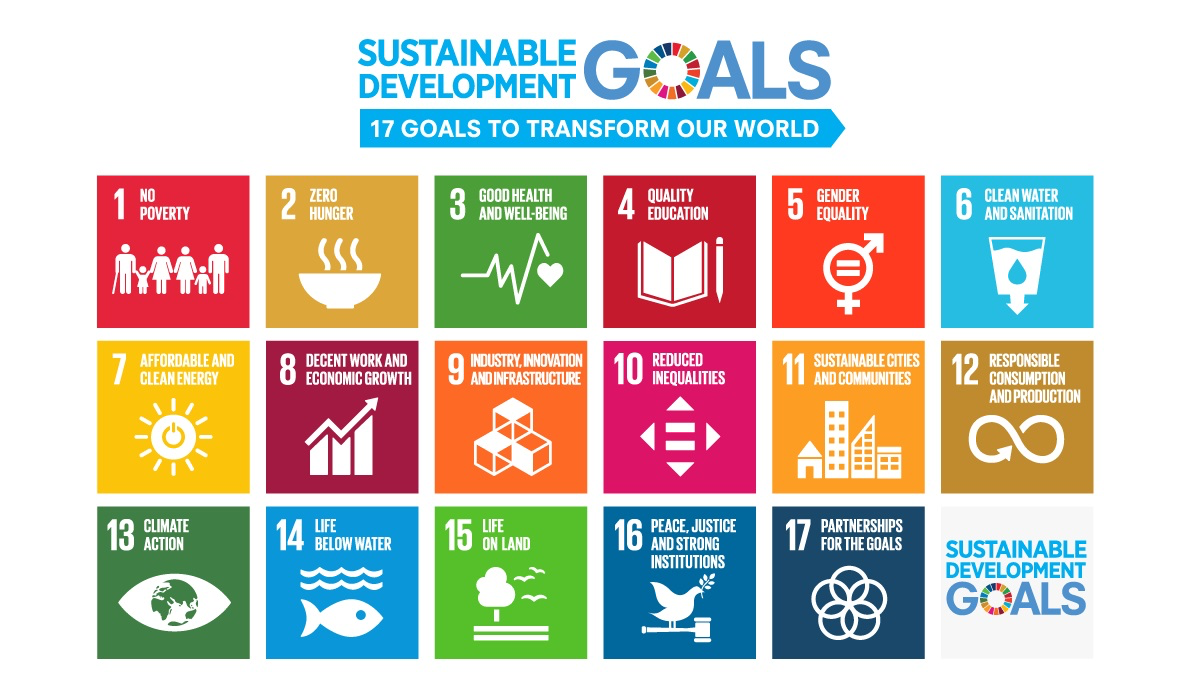 SUSTAINABLE
DEVELOPMENT
GOALS
17 GOALS TO TRANSFORM OUR WORLD
1 NO
POVERTY
2 ZERO
HUNGER
3 GOOD HEALTH
AND WELL-BEING
4 QUALITY
EDUCATION
5 GENDER
EQUALITY
6 CLEAN WATER
AND SANITATION
7 AFFORDABLE AND
CLEAN ENERGY
8 DECENT WORK AND
ECONOMIC GROWTH
9 INDUSTRY, INNOVATION
AND INFRASTRUCTURE
10 REDUCED
INEQUALITIES
11 SUSTAINABLE CITIES
AND COMMUNITIES
12 RESPONSIBLE
CONSUMPTION
AND PRODUCTION
13 CLIMATE
ACTION
14 LIFE
BELOW WATER
15 LIFE
ON LAND
16 PEACE, JUSTICE
AND STRONG
INSTITUTIONS
17 PARTNERSHIPS
FOR THE GOALS
SUSTAINABLE
DEVELOPMENT
GOALS